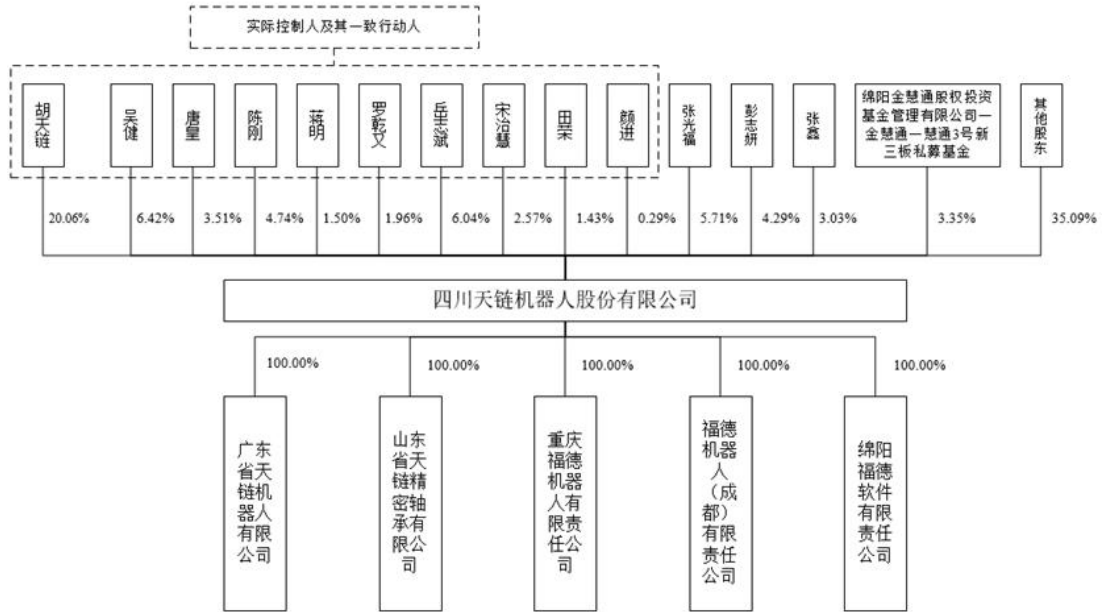 实际控制人及其一致行动人
胡天链
吴健
唐皇
陈刚
蒋明
罗乾又
岳志斌
宋治慧
田荣
颜进
张光福
彭志妍
张鑫
绵阳金慧通股权投资
基金管理有限公司—
金慧通—慧通3号新
三板私募基金
其他股东
20.06%
6.42%
3.51%
4.74%
1.50%
1.96%
6.04%
2.57%
1.43%
0.29%
5.71%
4.29%
3.03%
3.35%
35.09%
四川天链机器人股份有限公司
100.00%
100.00%
100.00%
100.00%
100.00%
广东
省天
链机
器人
有限
公司
山东
省天
链精
密轴
承有
限公
司
重庆
福德
机器
人有
限责
任公
司
福德
机器
人
（成
都）
有限
责任
公司
绵阳
福德
软件
有限
责任
公司